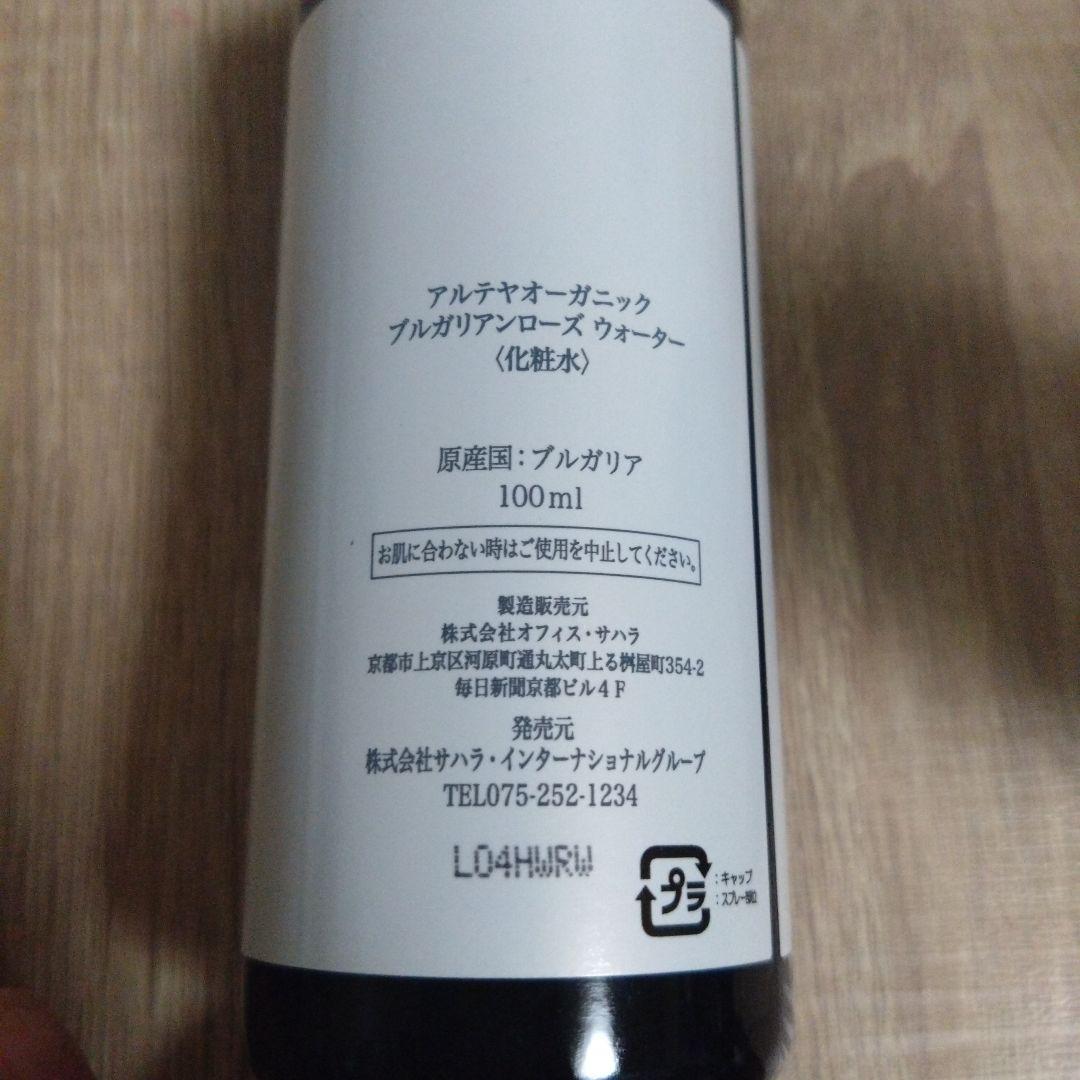 アルテヤオーガニック
ブルガリアンローズ ウォーター
〈化粧水〉
原産国：ブルガリア
100ml
お肌に合わない時はご使用を中止してください。
製造販売元
株式会社オフィス・サハラ
京都市上京区河原町通丸太町上る桝屋町354-2
毎日新聞京都ビル4F
発売元
株式会社サハラ・インターナショナルグループ
TEL075-252-1234
L04HWRW
プラ
：キャップ
：スプレー部位